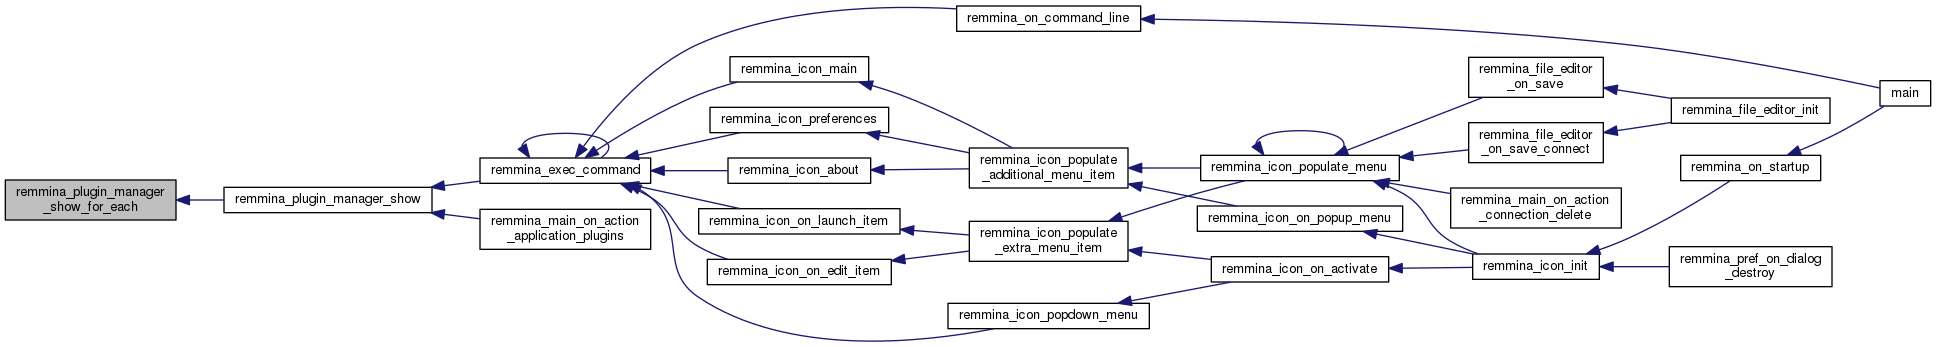 remmina_plugin_manager
_show_for_each
remmina_plugin_manager_show
remmina_exec_command
remmina_main_on_action
_application_plugins
remmina_on_command_line
remmina_icon_main
remmina_icon_preferences
remmina_icon_about
remmina_icon_on_launch_item
remmina_icon_on_edit_item
remmina_icon_popdown_menu
remmina_icon_populate
_additional_menu_item
remmina_icon_populate
_extra_menu_item
remmina_icon_populate_menu
remmina_icon_on_popup_menu
remmina_icon_on_activate
remmina_file_editor
_on_save
remmina_file_editor
_on_save_connect
remmina_main_on_action
_connection_delete
remmina_icon_init
remmina_file_editor_init
remmina_on_startup
remmina_pref_on_dialog
_destroy
main